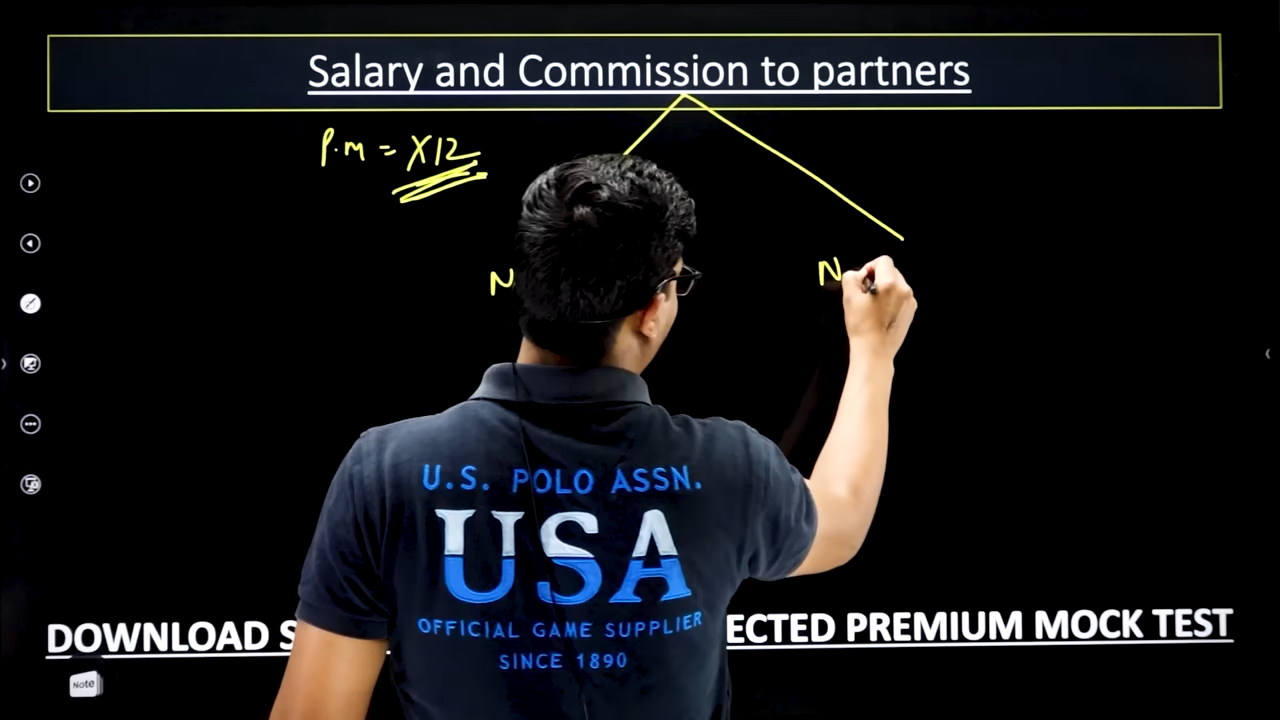 Salary and Commission to partners
P.M = X12
N
N
U.S. POLO ASSN.
USA
OFFICIAL GAME SUPPLIER
SINCE 1890
DOWNLOAD S
ECTED PREMIUM MOCK TEST
Note